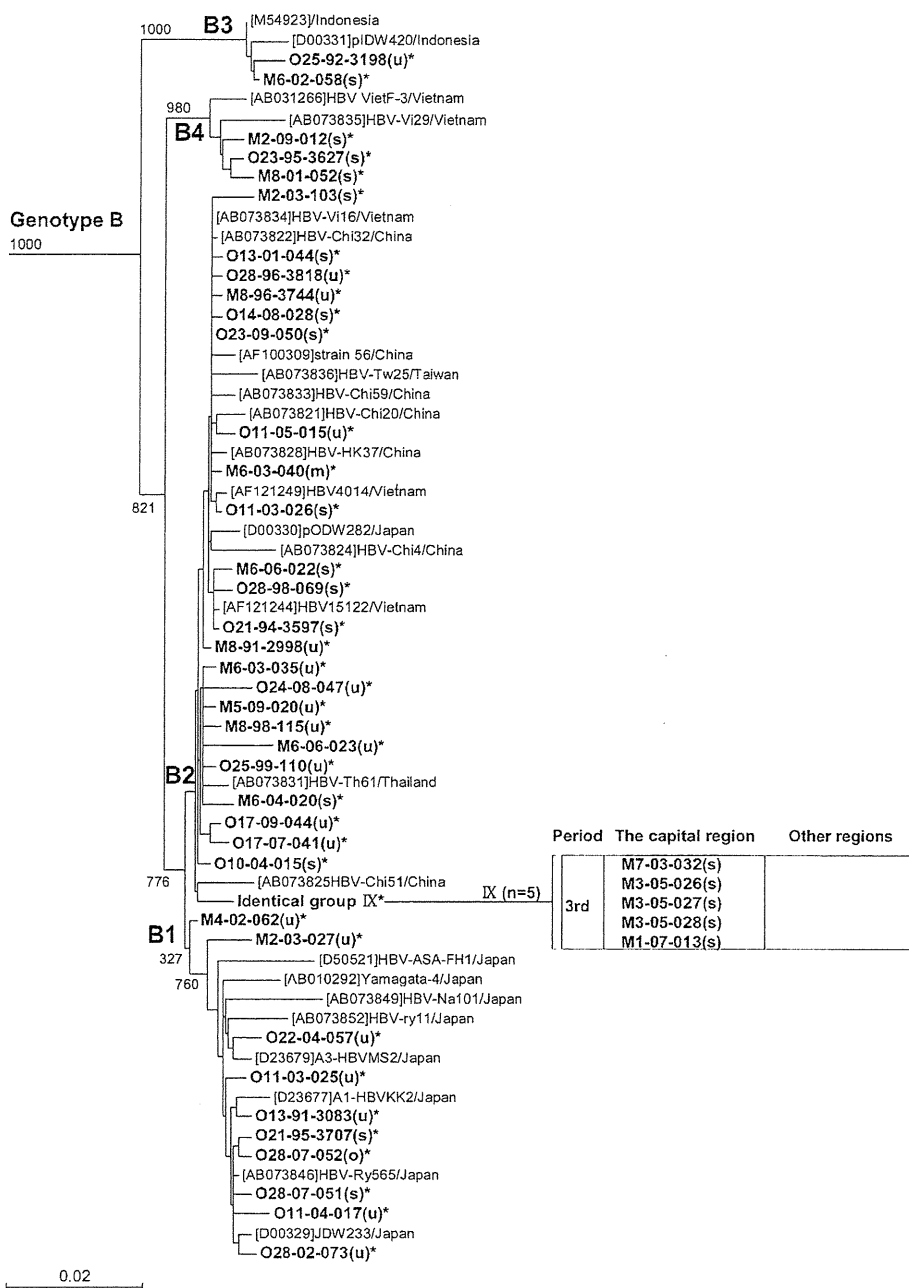 1000
B3
[M54923]/Indonesia
[D00331]pIDW420/Indonesia
O25-92-3198(u)*
M6-02-058(s)*
980
B4
[AB031266]HBV VietF-3/Vietnam
[AB073835]HBV-Vi29/Vietnam
M2-09-012(s)*
O23-95-3627(s)*
M8-01-052(s)*
M2-03-103(s)*
Genotype B
1000
[AB073834]HBV-Vi16/Vietnam
[AB073822]HBV-Chi32/China
O13-01-044(s)*
O28-96-3818(u)*
M8-96-3744(u)*
O14-08-028(s)*
O23-09-050(s)*
[AF100309]strain 56/China
[AB073836]HBV-Tw25/Taiwan
[AB073833]HBV-Chi59/China
[AB073821]HBV-Chi20/China
O11-05-015(u)*
[AB073828]HBV-HK37/China
M6-03-040(m)*
[AF121249]HBV4014/Vietnam
821
O11-03-026(s)*
[D00330]pODW282/Japan
[AB073824]HBV-Chi4/China
M6-06-022(s)*
O28-98-069(s)*
[AF121244]HBV15122/Vietnam
O21-94-3597(s)*
M8-91-2998(u)*
M6-03-035(u)*
O24-08-047(u)*
M5-09-020(u)*
M8-98-115(u)*
M6-06-023(u)*
B2
O25-99-110(u)*
[AB073831]HBV-Th61/Thailand
M6-04-020(s)*
O17-09-044(u)*
O17-07-041(u)*
O10-04-015(s)*
776
[AB073825HBV-Chi51/China
Identical group IX*
IX (n=5)
Period The capital region Other regions
3rd
M7-03-032(s)
M3-05-026(s)
M3-05-027(s)
M3-05-028(s)
M1-07-013(s)
M4-02-062(u)*
B1
327
M2-03-027(u)*
760
[D50521]HBV-ASA-FH1/Japan
[AB010292]Yamagata-4/Japan
[AB073849]HBV-Na101/Japan
[AB073852]HBV-ry11/Japan
O22-04-057(u)*
[D23679]A3-HBVMS2/Japan
O11-03-025(u)*
[D23677]A1-HBVKK2/Japan
O13-91-3083(u)*
O21-95-3707(s)*
O28-07-052(o)*
[AB073846]HBV-Ry565/Japan
O28-07-051(s)*
O11-04-017(u)*
[D00329]JDW233/Japan
O28-02-073(u)*
0.02